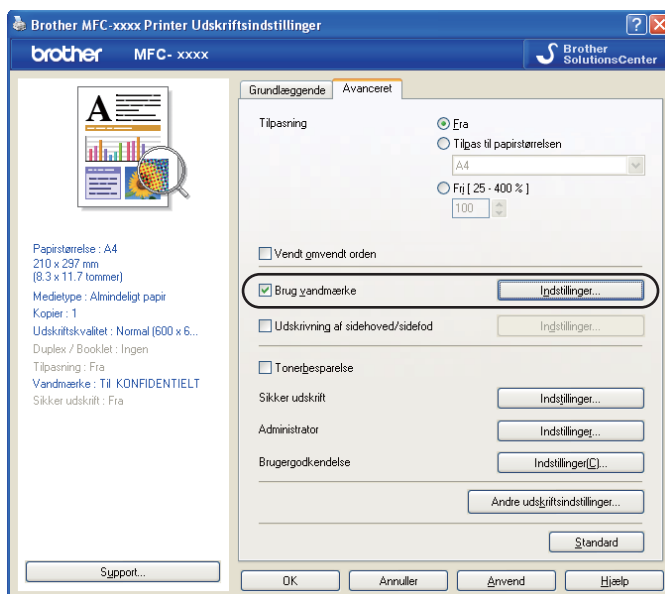 Brother MFC-xxxx Printer Udskriftsindstillinger
brother MFC- xxxx
Brother
SolutionsCenter
A
Papirstørrelse : A4
210 x 297 mm
(8.3 x 11.7 tommer)
Medietype : Almindeligt papir
Kopier : 1
Udskriftskvalitet : Normal (600 x 6...
Duplex / Booklet : Ingen
Tilpasning : Fra
Vandmærke : Til KONFIDENTIELT
Sikker udskrift : Fra
Support...
Grundlæggende Avanceret
Tilpasning Fra
Tilpas til papirstørrelsen
A4
Frj [ 25 - 400 % ]
100
Vendt omvendt orden
Brug vandmærke Indstillinger...
Udskrivning af sidehoved/sidefod Indstillinger...
Tonerbesparelse
Sikker udskrift Indstillinger...
Administrator Indstillinger...
Brugergodkendelse Indstillinger(C)...
Andre udskriftsindstillinger...
Standard
OK Annuller Anvend Hjælp